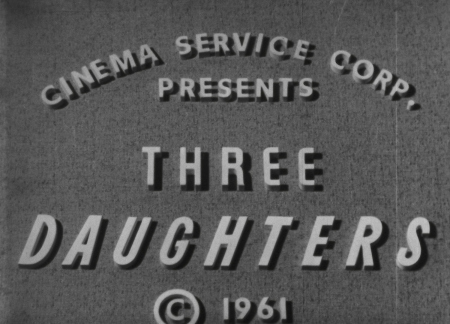 CINEMA SERVICE CORP.
PRESENTS
THREE
DAUGHTERS
© 1961